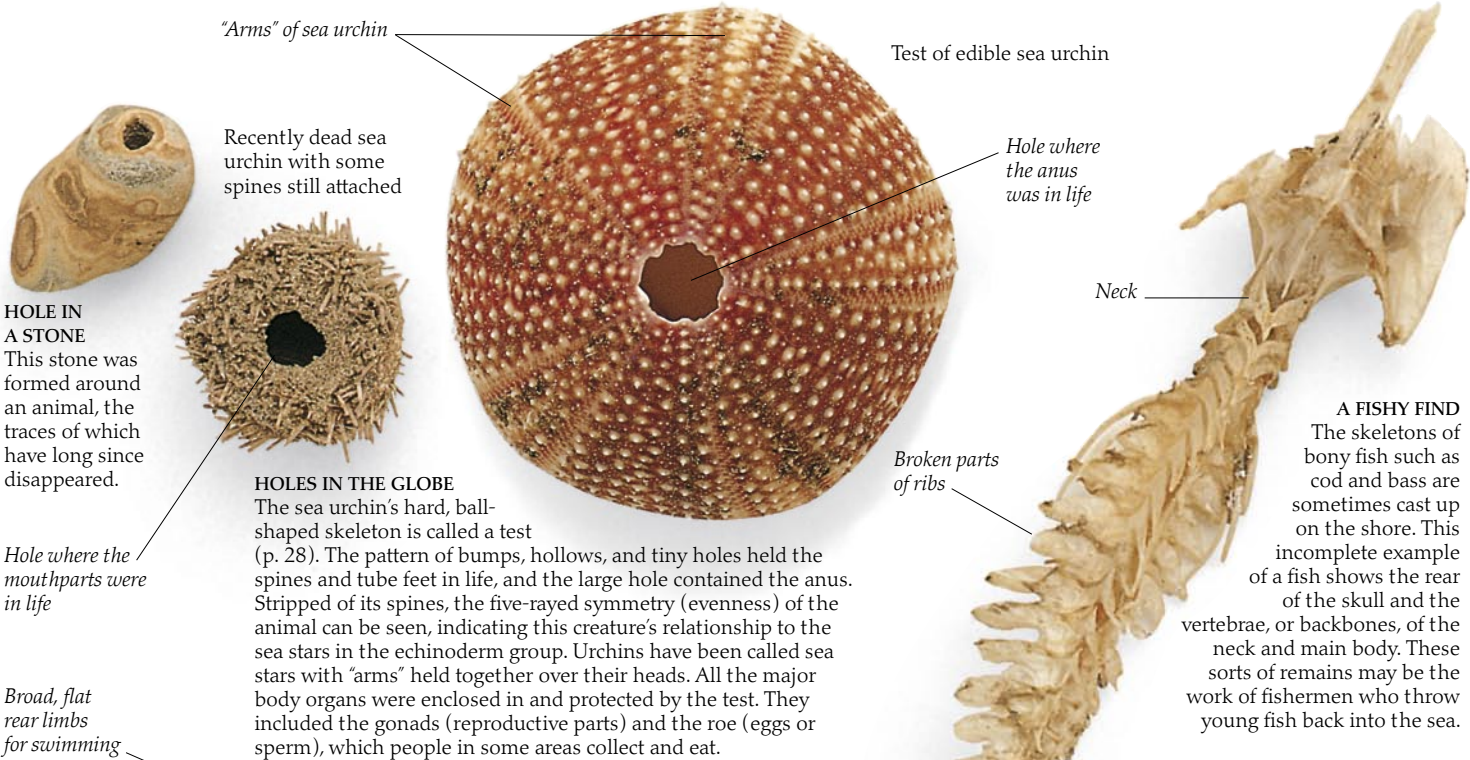 "Arms" of sea urchin
Test of edible sea urchin
Recently dead sea
urchin with some
spines still attached
Hole where
the anus
was in life
Neck
HOLE IN
A STONE
This stone was
formed around
an animal, the
traces of which
have long since
disappeared.
Hole where the
mouthparts were
in life
HOLES IN THE GLOBE
The sea urchin's hard, ball-
shaped skeleton is called a test
(p. 28). The pattern of bumps, hollows, and tiny holes held the
spines and tube feet in life, and the large hole contained the anus.
Stripped of its spines, the five-rayed symmetry (evenness) of the
animal can be seen, indicating this creature's relationship to the
sea stars in the echinoderm group. Urchins have been called sea
stars with "arms" held together over their heads. All the major
body organs were enclosed in and protected by the test. They
included the gonads (reproductive parts) and the roe (eggs or
sperm), which people in some areas collect and eat.
Broken parts
of ribs
A FISHY FIND
The skeletons of
bony fish such as
cod and bass are
sometimes cast up
on the shore. This
incomplete example
of a fish shows the rear
of the skull and the
vertebrae, or backbones, of the
neck and main body. These
sorts of remains may be the
work of fishermen who throw
young fish back into the sea.
Broad, flat
rear limbs
for swimming